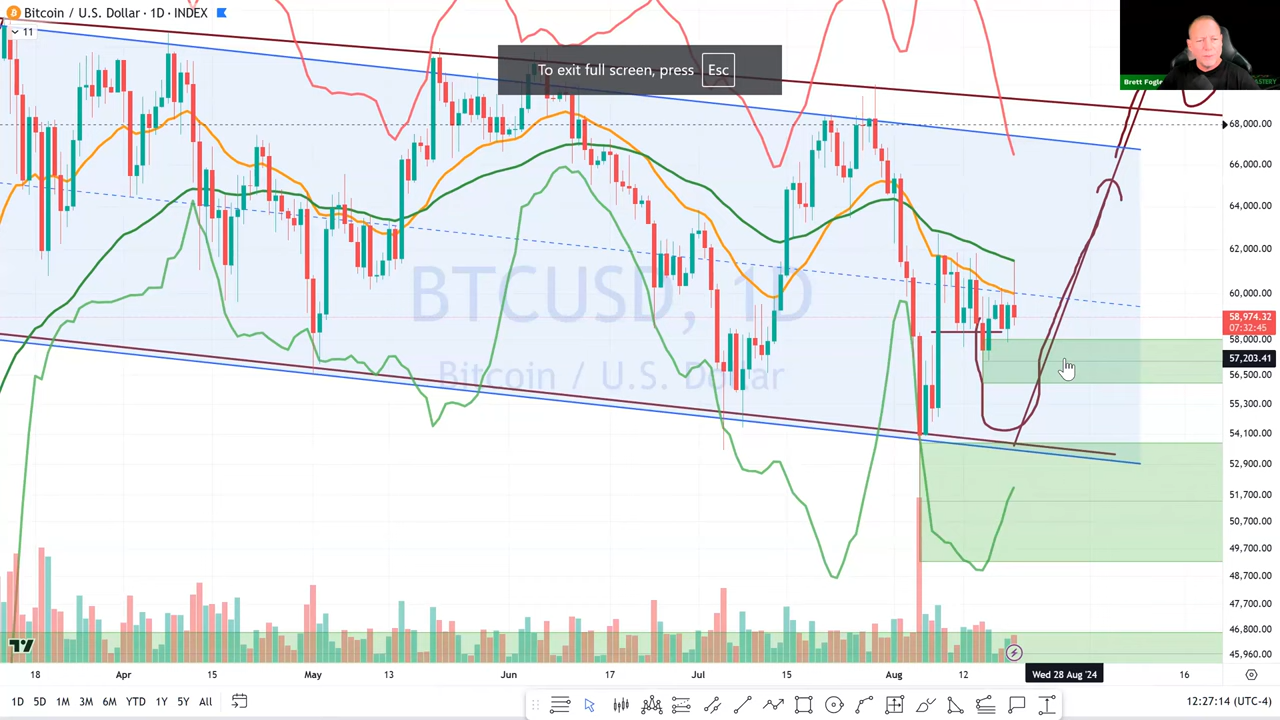 Bitcoin / U.S. Dollar · 1D · INDEX
11
To exit full screen, press Esc
Brett Fogle
BTCUSD, 1D
Bitcoin / U.S. Dollar
68,000.00
66,000.00
64,000.00
62,000.00
60,000.00
58,974.32
07:32:45
58,000.00
57,203.41
56,500.00
55,300.00
54,100.00
52,900.00
51,700.00
50,700.00
49,700.00
48,700.00
47,700.00
46,800.00
45,960.00
18 Apr 15 May 13 Jun 17 Jul 15 Aug 12 Wed 28 Aug '24 16
1D 5D 1M 3M 6M YTD 1Y 5Y All
12:27:14 (UTC-4)